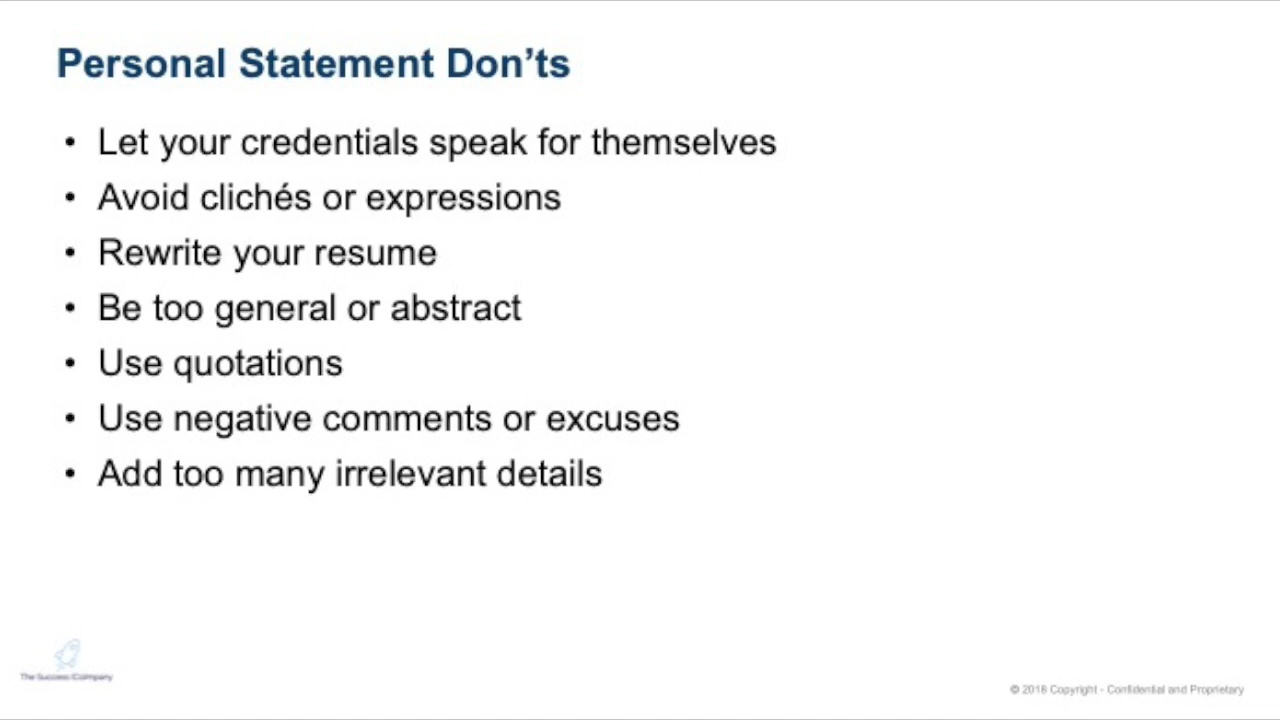 Personal Statement Don’ts
• Let your credentials speak for themselves
• Avoid clichés or expressions
• Rewrite your resume
• Be too general or abstract
• Use quotations
• Use negative comments or excuses
• Add too many irrelevant details
The Success Company
© 2018 Copyright - Confidential and Proprietary